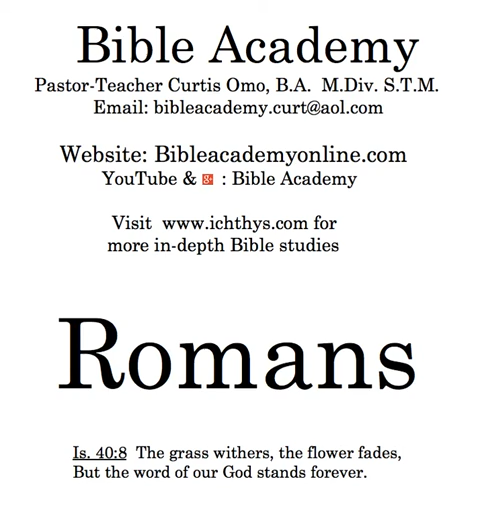 Bible Academy
Pastor-Teacher Curtis Omo, B.A. M.Div. S.T.M.
Email: bibleacademy.curt@aol.com
Website: Bibleacademyonline.com
YouTube & g+ : Bible Academy
Visit www.ichthys.com for
more in-depth Bible studies
Romans
Is. 40:8 The grass withers, the flower fades,
But the word of our God stands forever.